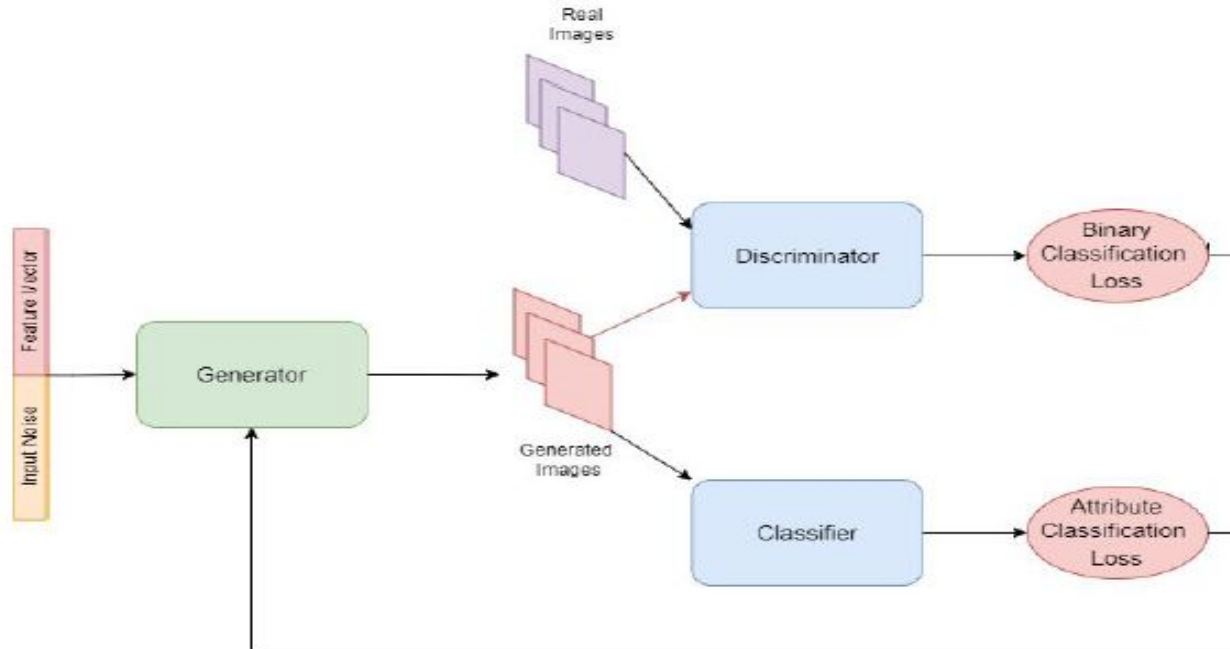 Real
Images
Feature Vector
Input Noise
Generator
Generated
Images
Discriminator
Binary
Classification
Loss
Classifier
Attribute
Classification
Loss